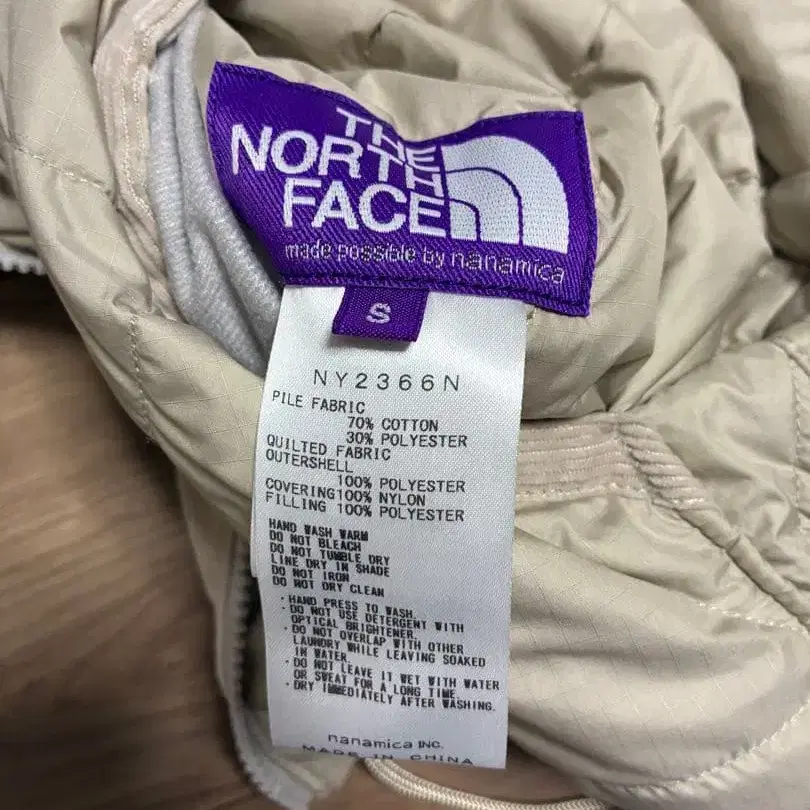 THE
NORTH
FACE
made possible by nanamica
S
NY2366N
PILE FABRIC
70% COTTON
30% POLYESTER
QUILTED FABRIC
OUTERSHELL
100% POLYESTER
COVERING100% NYLON
FILLING 100% POLYESTER
HAND WASH WARM
DO NOT BLEACH
DO NOT TUMBLE DRY
LINE DRY IN SHADE
DO NOT IRON
DO NOT DRY CLEAN
・HAND PRESS TO WASH.
・DO NOT USE DETERGENT WITH
OPTICAL BRIGHTENER.
・DO NOT OVERLAP WITH OTHER
LAUNDRY WHILE LEAVING SOAKED
IN WATER.
・DO NOT LEAVE IT WET WITH WATER
OR SWEAT FOR A LONG TIME.
・DRY IMMEDIATELY AFTER WASHING.
nanamica INC.
MADE IN CHINA